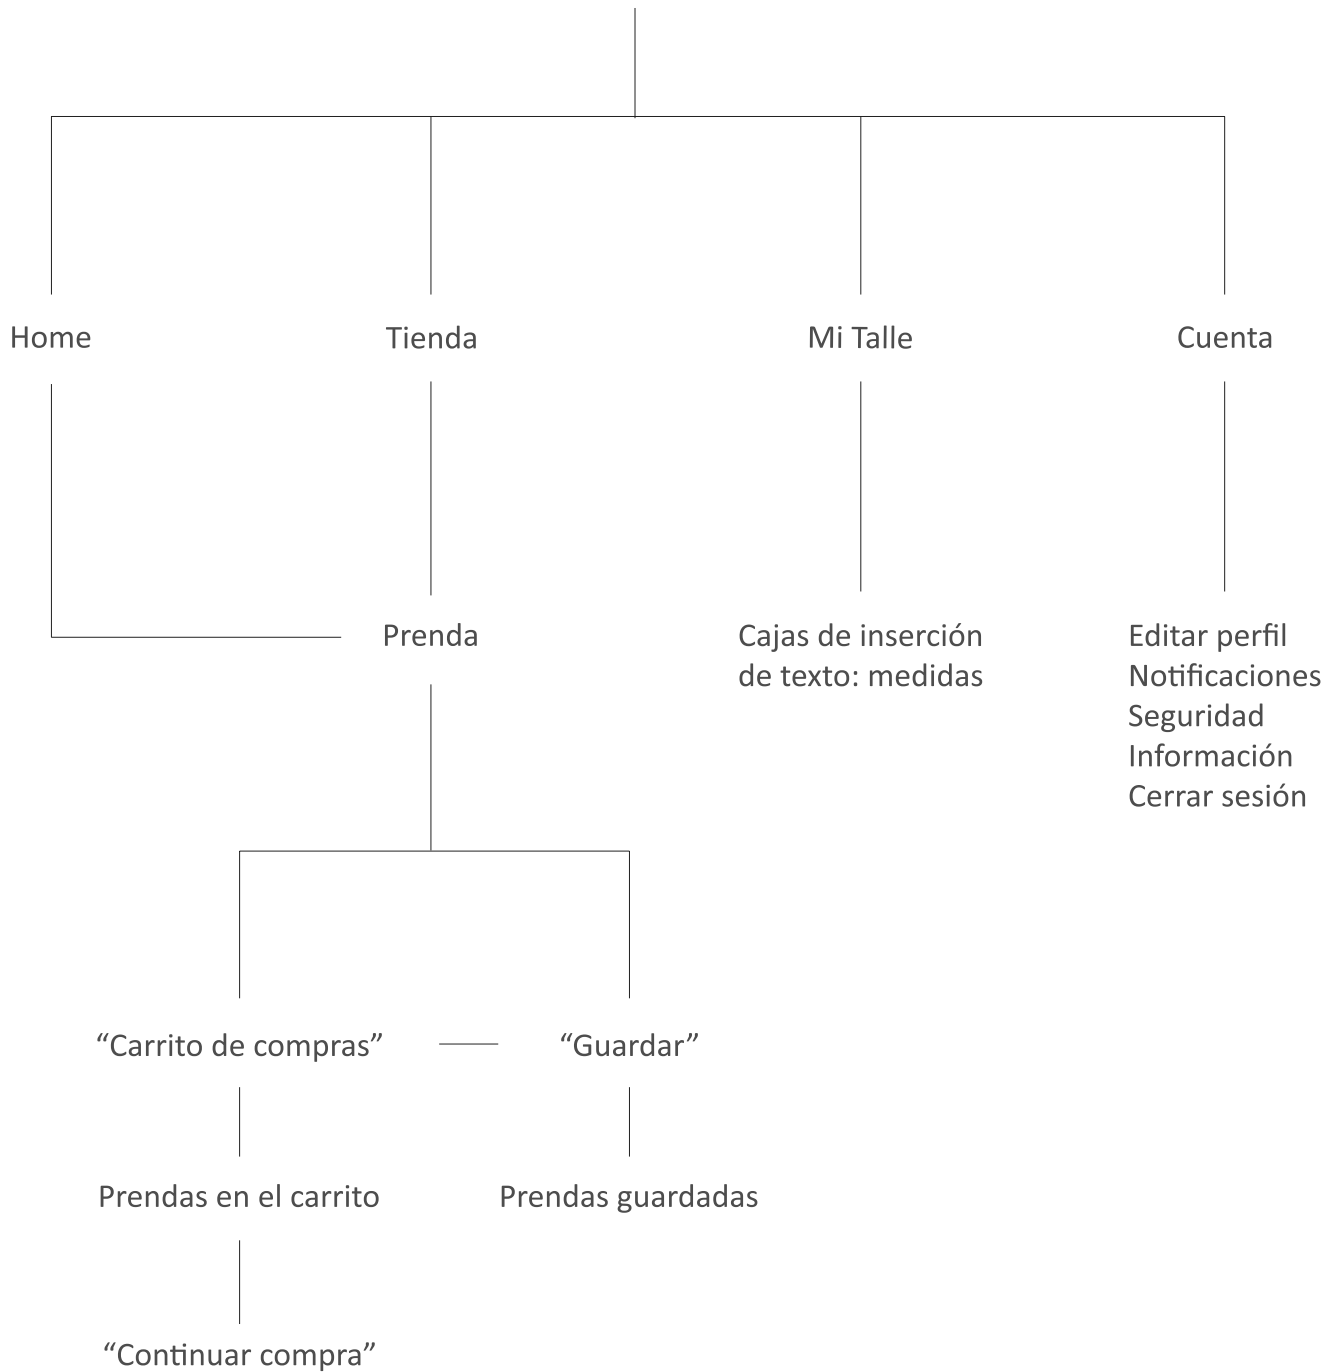 Home
Tienda
Mi Talle
Cuenta
Prenda
Cajas de inserción
de texto: medidas
Editar perfil
Notificaciones
Seguridad
Información
Cerrar sesión
“Carrito de compras”
“Guardar”
Prendas en el carrito
Prendas guardadas
“Continuar compra”